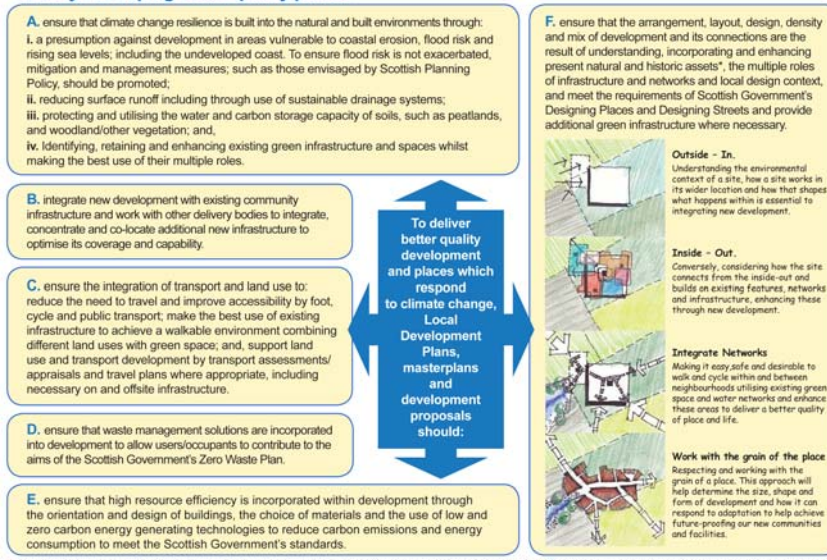 A. ensure that climate change resilience is built into the natural and built environments through:
i. a presumption against development in areas vulnerable to coastal erosion, flood risk and
rising sea levels; including the undeveloped coast. To ensure flood risk is not exacerbated,
mitigation and management measures; such as those envisaged by Scottish Planning
Policy, should be promoted;
ii. reducing surface runoff including through use of sustainable drainage systems;
iii. protecting and utilising the water and carbon storage capacity of soils, such as peatlands,
and woodland/other vegetation; and,
iv. Identifying, retaining and enhancing existing green infrastructure and spaces whilst
making the best use of their multiple roles.
B. integrate new development with existing community
infrastructure and work with other delivery bodies to integrate,
concentrate and co-locate additional new infrastructure to
optimise its coverage and capability.
C. ensure the integration of transport and land use to:
reduce the need to travel and improve accessibility by foot,
cycle and public transport; make the best use of existing
infrastructure to achieve a walkable environment combining
different land uses with green space; and, support land
use and transport development by transport assessments/
appraisals and travel plans where appropriate, including
necessary on and offsite infrastructure.
D. ensure that waste management solutions are incorporated
into development to allow users/occupants to contribute to the
aims of the Scottish Government's Zero Waste Plan.
E. ensure that high resource efficiency is incorporated within development through
the orientation and design of buildings, the choice of materials and the use of low and
zero carbon energy generating technologies to reduce carbon emissions and energy
consumption to meet the Scottish Government's standards.
To deliver
better quality
development
and places which
respond
to climate change,
Local
Development
Plans,
masterplans
and
development
proposals
should:
F. ensure that the arrangement, layout, design, density
and mix of development and its connections are the
result of understanding, incorporating and enhancing
present natural and historic assets*, the multiple roles
of infrastructure and networks and local design context,
and meet the requirements of Scottish Government's
Designing Places and Designing Streets and provide
additional green infrastructure where necessary.
Outside - In.
Understanding the environmental
context of a site, how a site works in
its wider location and how that shapes
what happens within is essential to
integrating new development.
Inside - Out.
Conversely, considering how the site
connects from the inside-out and
builds on existing features, networks
and infrastructure, enhancing these
through new development.
Integrate Networks
Making it easy,safe and desirable to
walk and cycle within and between
neighbourhoods utilising existing green
space and water networks and enhance
these areas to deliver a better quality
of place and life.
Work with the grain of the place
Respecting and working with the
grain of a place. This approach will
help determine the size, shape and
form of development and how it can
respond to adaptation to help achieve
future-proofing our new communities
and facilities.